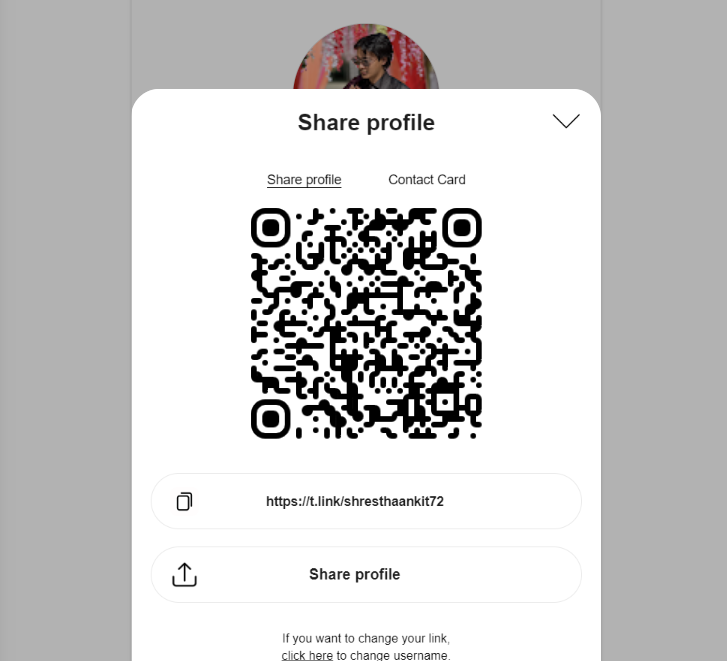 Share profile
Share profile
Contact Card
https://t.link/shresthaankit72
Share profile
If you want to change your link,
click here to change username.